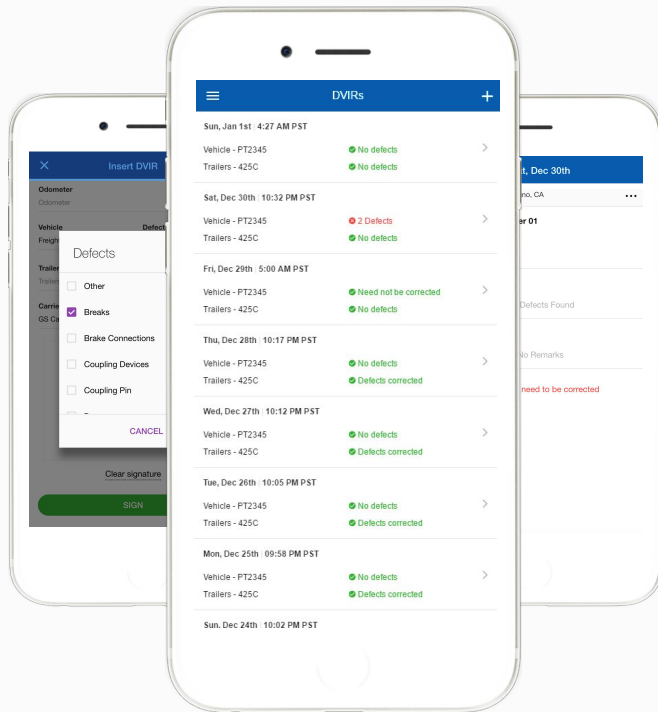 DVIRs
Sun, Jan 1st | 4:27 AM PST
Vehicle - PT2345 No defects
Trailers - 425C No defects
Sat, Dec 30th | 10:32 PM PST
Vehicle - PT2345 2 Defects
Trailers - 425C No defects
Fri, Dec 29th | 5:00 AM PST
Vehicle - PT2345 Need not be corrected
Trailers - 425C No defects
Thu, Dec 28th | 10:17 PM PST
Vehicle - PT2345 No defects
Trailers - 425C Defects corrected
Wed, Dec 27th | 10:12 PM PST
Vehicle - PT2345 No defects
Trailers - 425C Defects corrected
Tue, Dec 26th | 10:05 PM PST
Vehicle - PT2345 No defects
Trailers - 425C Defects corrected
Mon, Dec 25th | 09:58 PM PST
Vehicle - PT2345 No defects
Trailers - 425C Defects corrected
Sun. Dec 24th | 10:02 PM PST
Insert DVIR
Odometer
Odometer
Vehicle Defect
Freigh
Trailer
Trailer
Carrie
GS Ca
Defects
Other
Breaks
Brake Connections
Coupling Devices
Coupling Pin
CANCEL
Clear signature
SIGN
t, Dec 30th
no, CA
er 01
Defects Found
No Remarks
need to be corrected